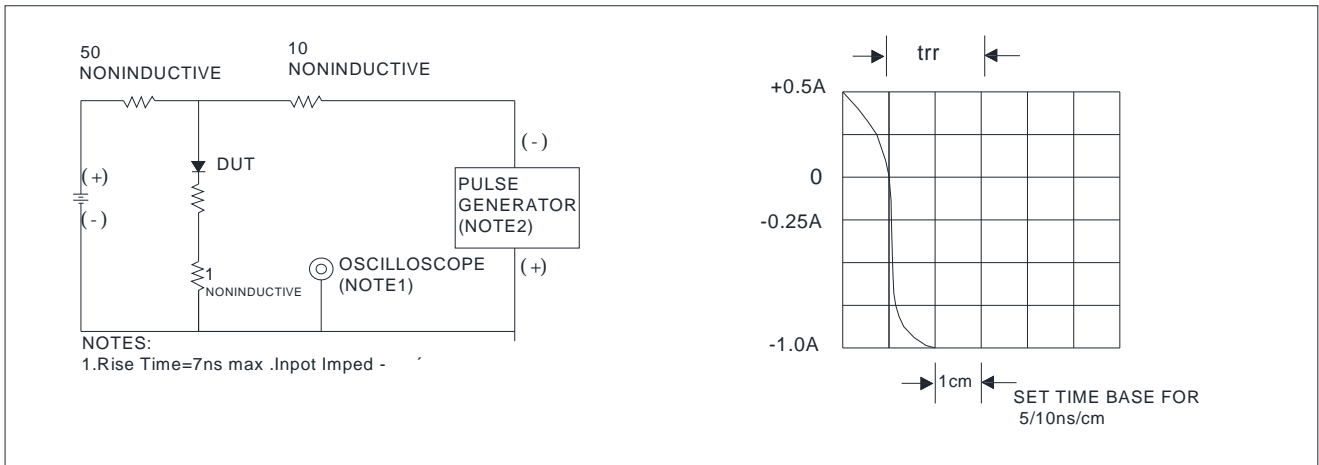 50
NONINDUCTIVE
10
NONINDUCTIVE
(+)
(-)
DUT
1
NONINDUCTIVE
OSCILLOSCOPE
(NOTE1)
(-)
PULSE
GENERATOR
(NOTE2)
(+)
NOTES:
1.Rise Time=7ns max .Inpot Imped -
trr
+0.5A
0
-0.25A
-1.0A
1cm
SET TIME BASE FOR
5/10ns/cm